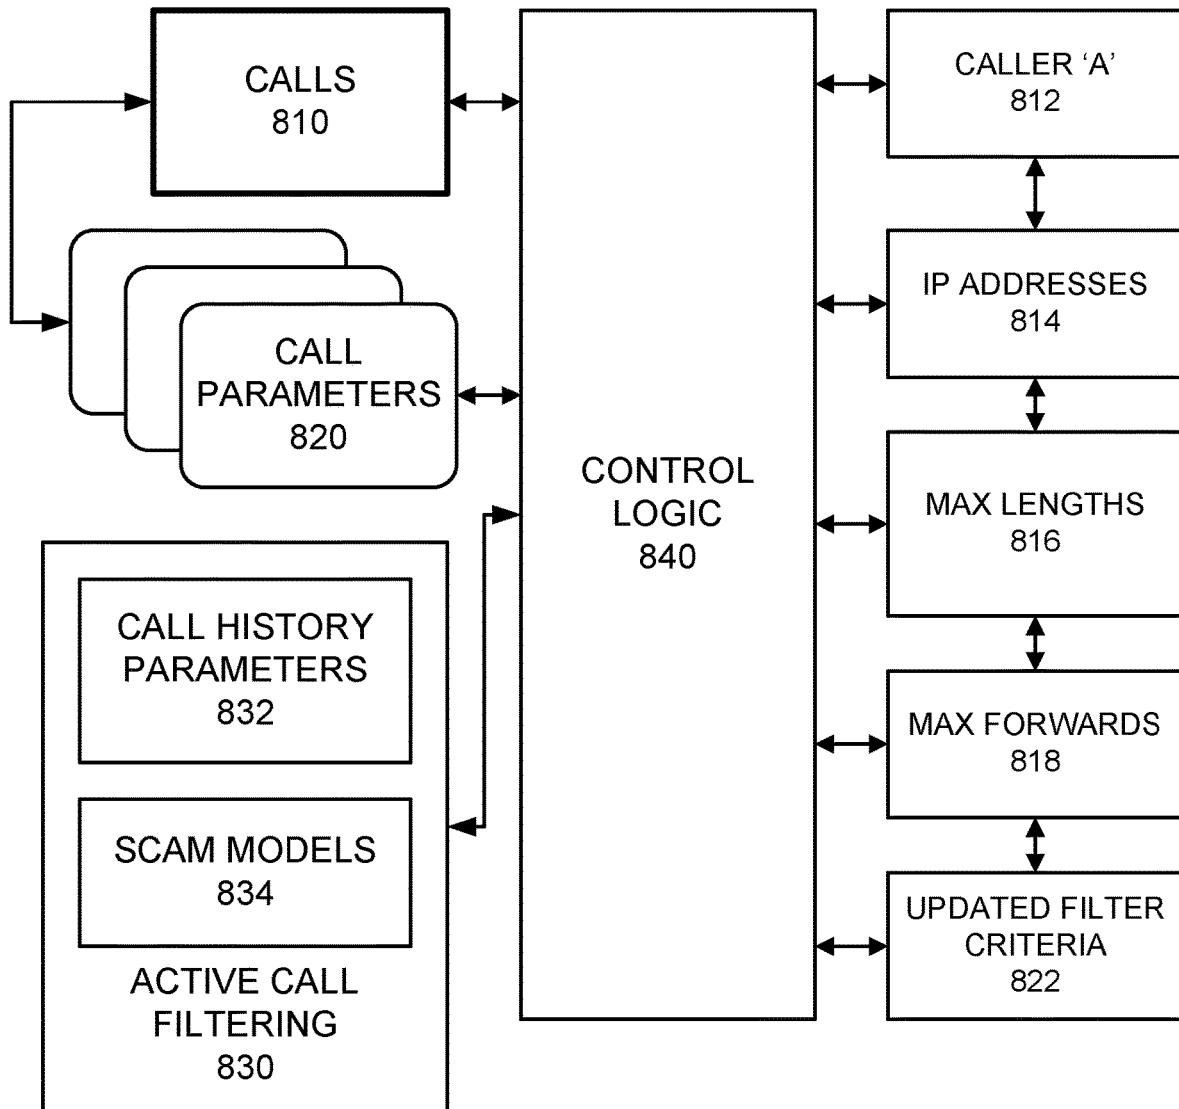 CALLS
810
CALL
PARAMETERS
820
CALL HISTORY
PARAMETERS
832
SCAM MODELS
834
ACTIVE CALL
FILTERING
830
CONTROL
LOGIC
840
CALLER ‘A’
812
IP ADDRESSES
814
MAX LENGTHS
816
MAX FORWARDS
818
UPDATED FILTER
CRITERIA
822